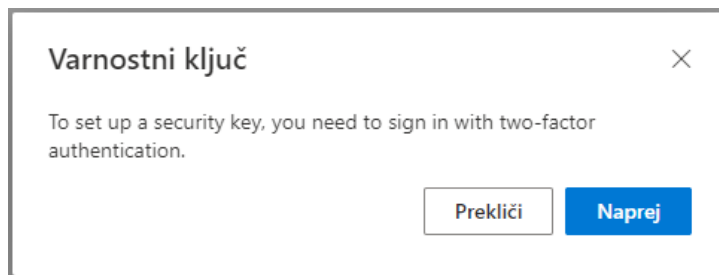 Varnostni ključ
To set up a security key, you need to sign in with two-factor
authentication.
Prekliči
Naprej